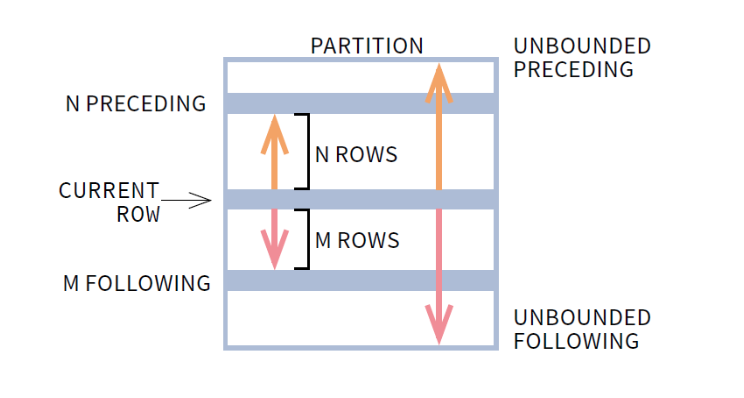 PARTITION
UNBOUNDED
PRECEDING
N PRECEDING
N ROWS
CURRENT
ROW
M ROWS
M FOLLOWING
UNBOUNDED
FOLLOWING